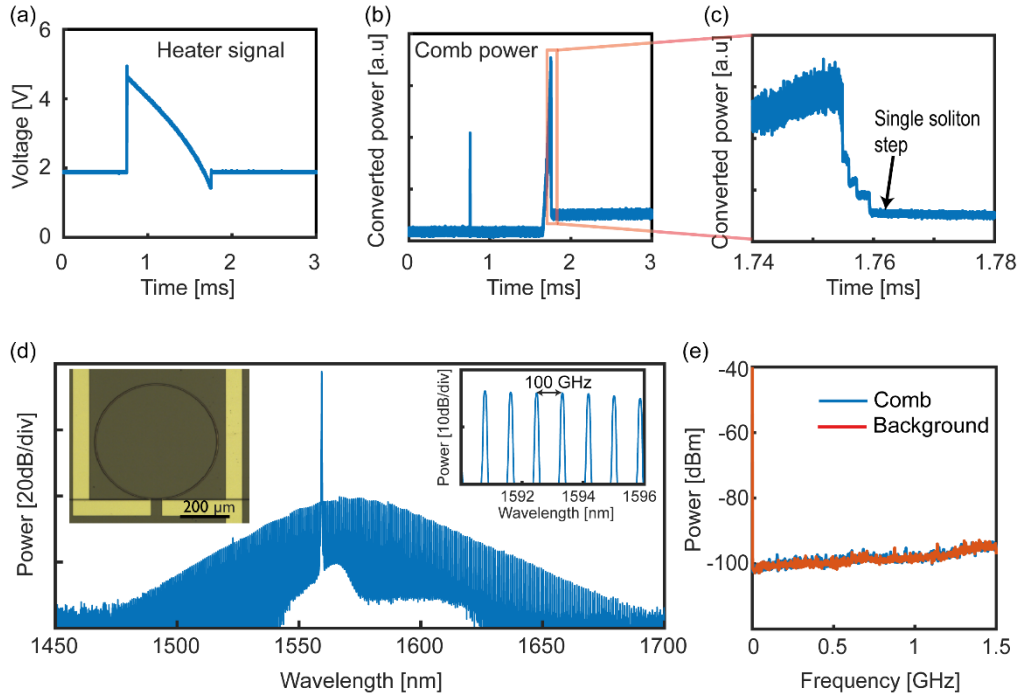 (a)
Heater signal
Voltage [V]
6
4
2
0
0 1 2 3
Time [ms]
(b)
Comb power
Converted power [a.u]
0 1 2 3
Time [ms]
(c)
Converted power [a.u]
Single soliton
step
1.74 1.76 1.78
Time [ms]
(d)
Power [20dB/div]
200 μm
Power [10dB/div]
100 GHz
1592 1594 1596
Wavelength [nm]
1450 1500 1550 1600 1650 1700
Wavelength [nm]
(e)
Power [dBm]
-40
-60
-80
-100
Comb
Background
0 0.5 1.0 1.5
Frequency [GHz]